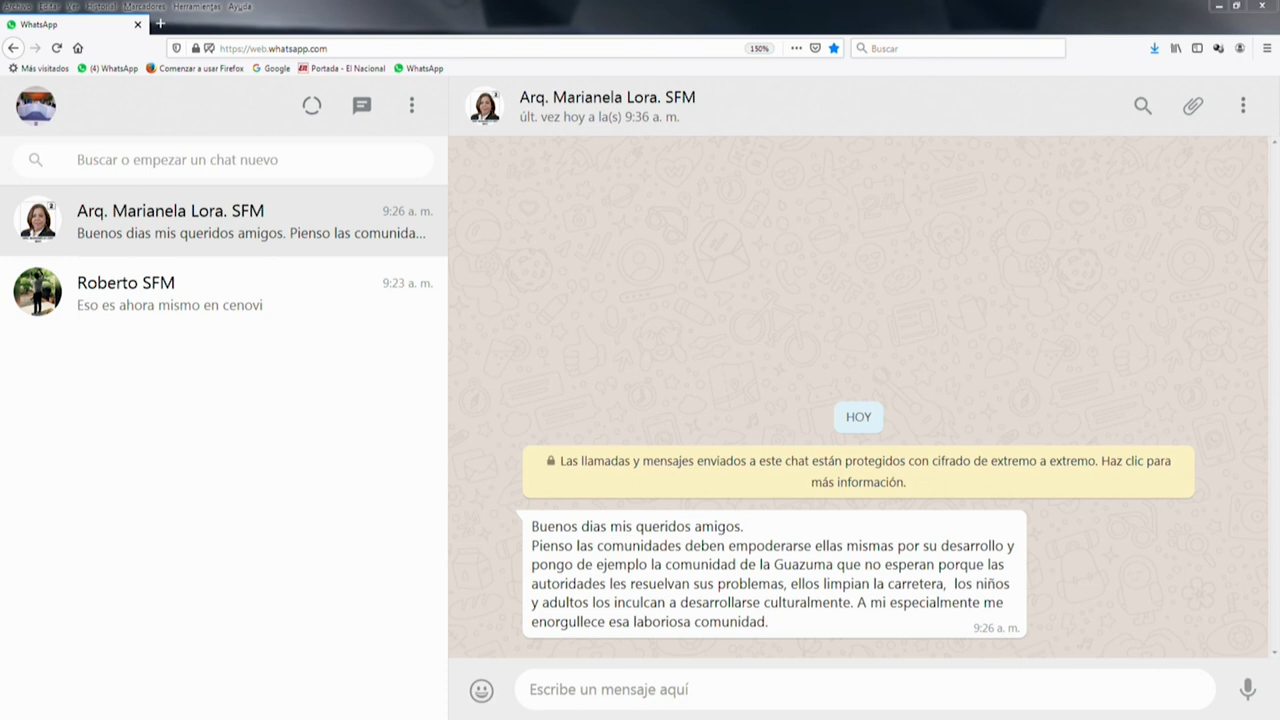 Archivo Editar Ver Historial Marcadores Herramientas Ayuda
WhatsApp
https://web.whatsapp.com
150%
Buscar
Más visitados (4) WhatsApp Comenzar a usar Firefox Google Portada - El Nacional WhatsApp
Buscar o empezar un chat nuevo
Arq. Marianela Lora. SFM 9:26 a. m.
Buenos dias mis queridos amigos. Pienso las comunida...
Roberto SFM 9:23 a. m.
Eso es ahora mismo en cenovi
Arq. Marianela Lora. SFM
últ. vez hoy a la(s) 9:36 a. m.
HOY
Las llamadas y mensajes enviados a este chat están protegidos con cifrado de extremo a extremo. Haz clic para
más información.
Buenos dias mis queridos amigos.
Pienso las comunidades deben empoderarse ellas mismas por su desarrollo y
pongo de ejemplo la comunidad de la Guazuma que no esperan porque las
autoridades les resuelvan sus problemas, ellos limpian la carretera, los niños
y adultos los inculcan a desarrollarse culturalmente. A mi especialmente me
enorgullece esa laboriosa comunidad.
9:26 a. m.
Escribe un mensaje aquí